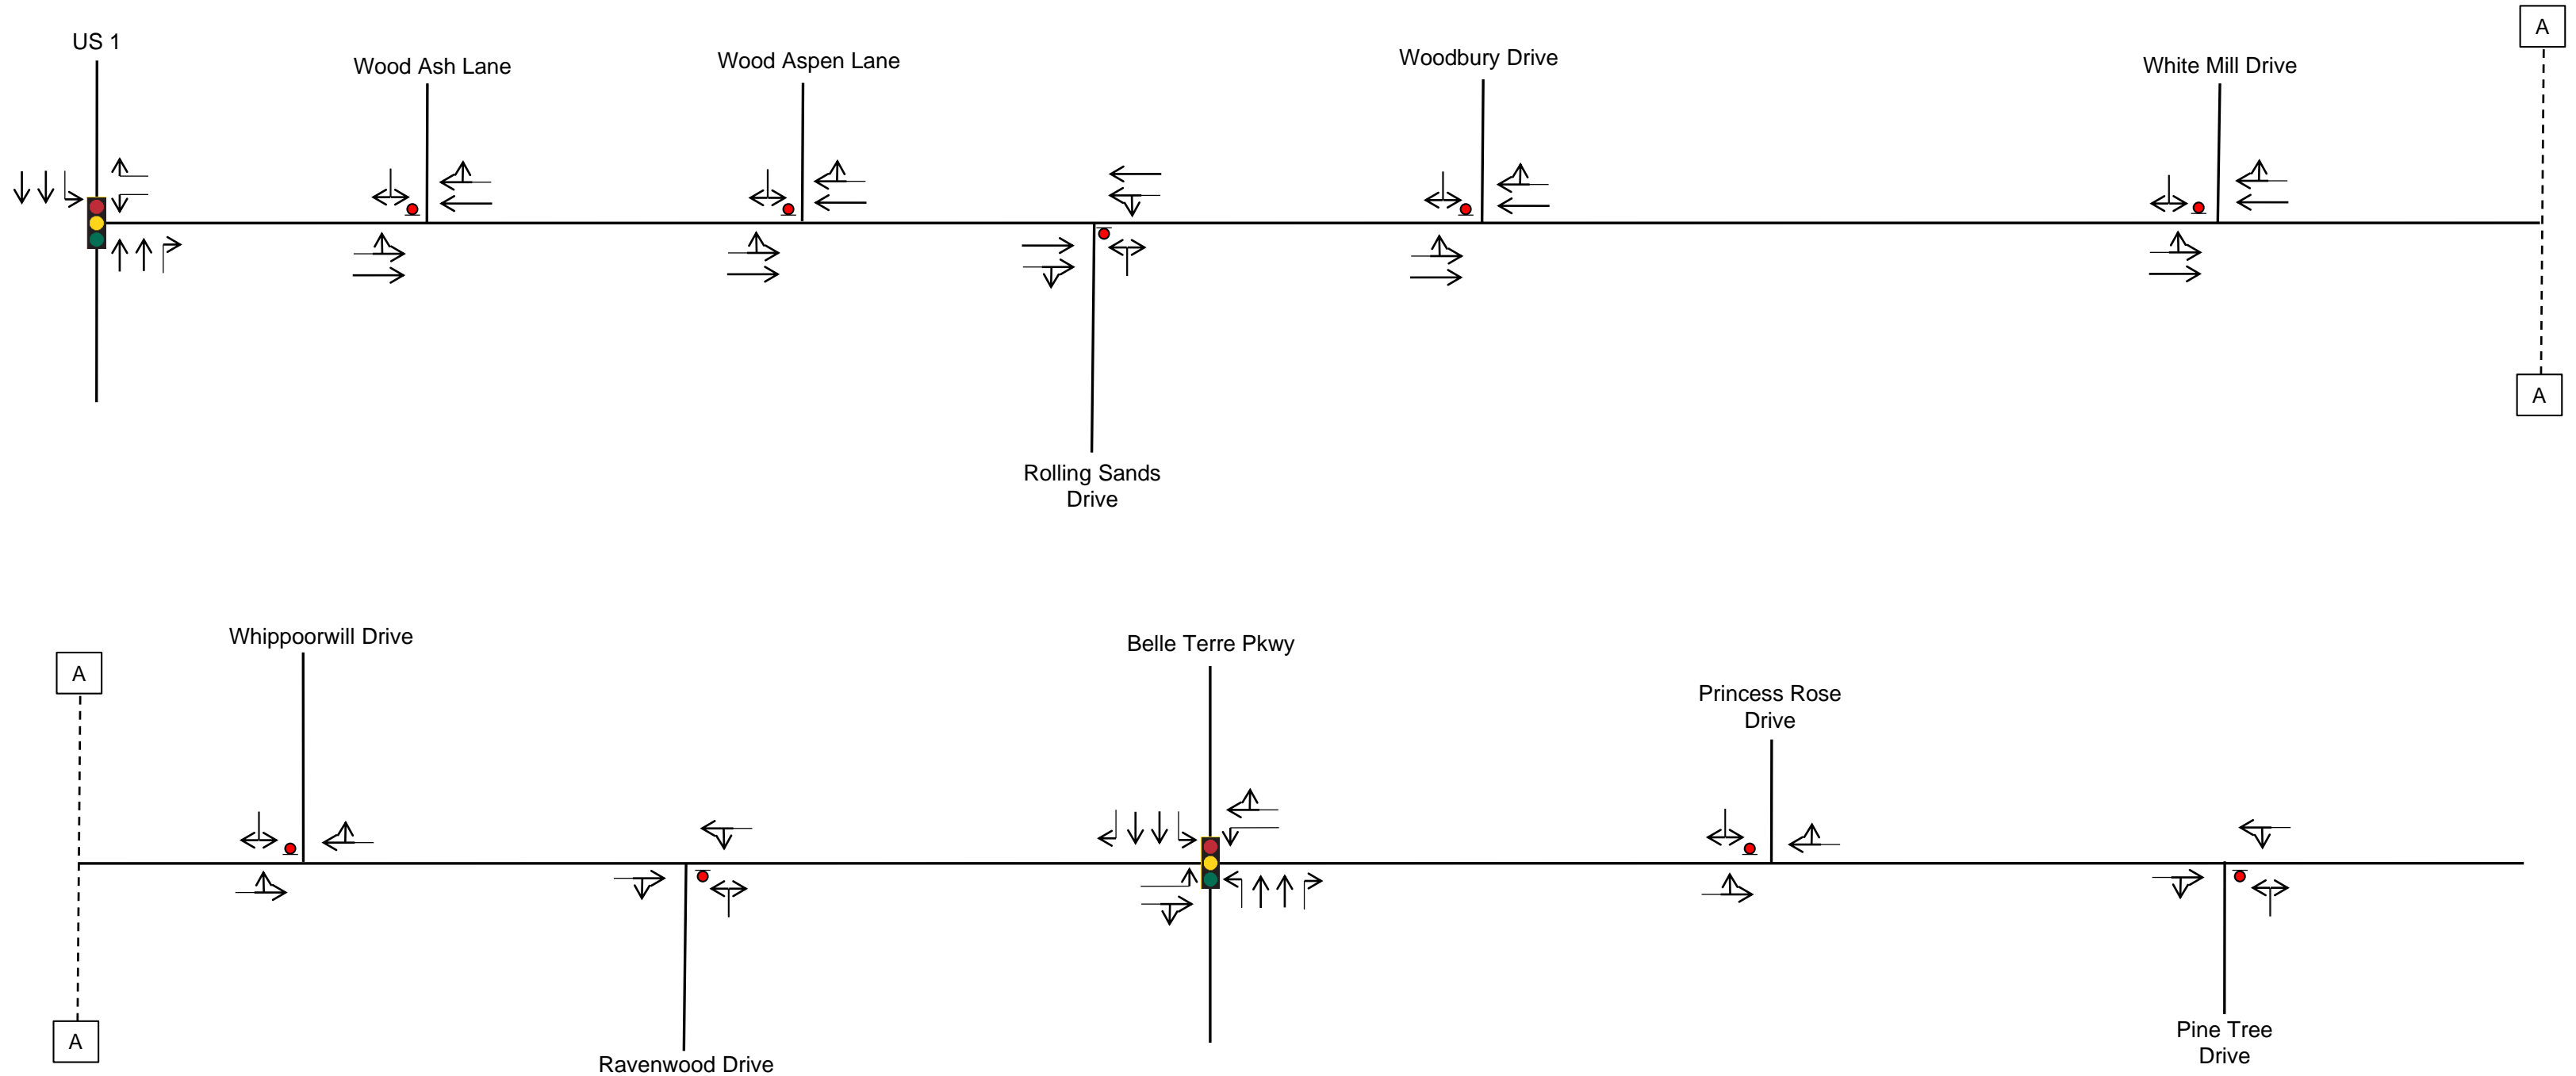 US 1
Wood Ash Lane
Wood Aspen Lane
Woodbury Drive
White Mill Drive
A
A
Rolling Sands
Drive
Whippoorwill Drive
Belle Terre Pkwy
A
Princess Rose
Drive
A
Ravenwood Drive
Pine Tree
Drive